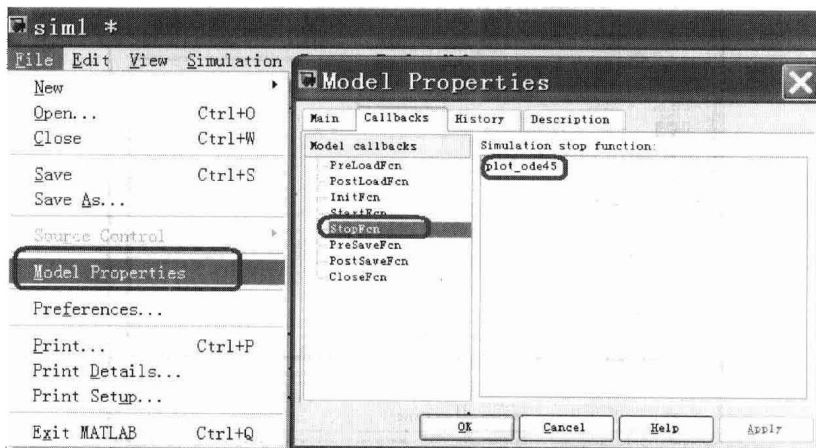 sim1 *
File Edit View Simulation
New
Open... Ctrl+O
Close Ctrl+W
Save Ctrl+S
Save As...
Source Control
Model Properties
Preferences...
Print... Ctrl+P
Print Details...
Print Setup...
Exit MATLAB Ctrl+Q
Model Properties
Main Callbacks History Description
Model callbacks
PreLoadFcn
PostLoadFcn
InitFcn
StartFcn
StopFcn
PreSaveFcn
PostSaveFcn
CloseFcn
Simulation stop function:
plot_ode45
OK Cancel Help Apply